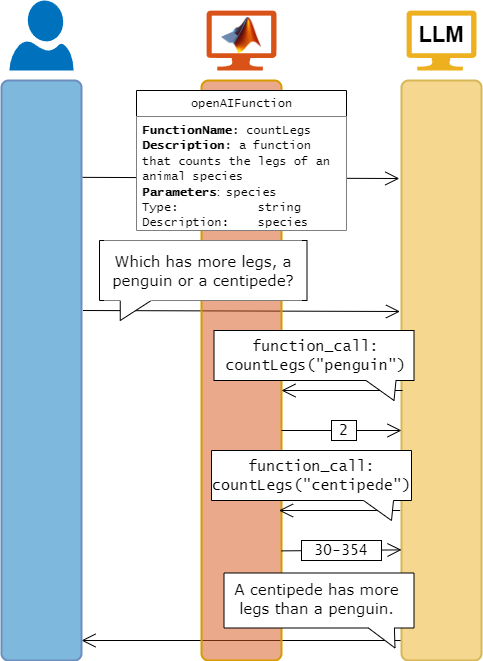 LLM
openAIFunction
FunctionName: countLegs
Description: a function
that counts the legs of an
animal species
Parameters: species
Type: string
Description: species
Which has more legs, a
penguin or a centipede?
function_call:
countLegs("penguin")
2
function_call:
countLegs("centipede")
30-354
A centipede has more
legs than a penguin.